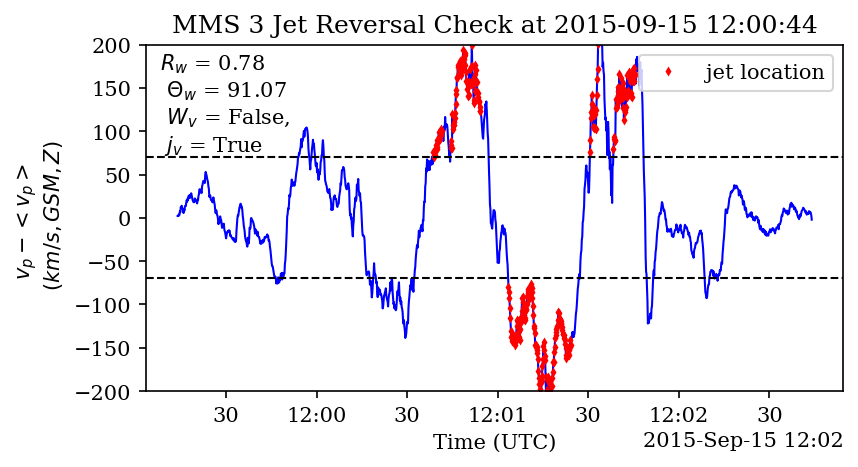 MMS 3 Jet Reversal Check at 2015-09-15 12:00:44
R_w = 0.78
Θ_w = 91.07
W_v = False,
j_v = True
jet location
200
150
100
50
0
−50
−100
−150
−200
v_p − < v_p >
(km/s, GSM, Z)
30 12:00 30 12:01 30 12:02 30
Time (UTC)
2015-Sep-15 12:02